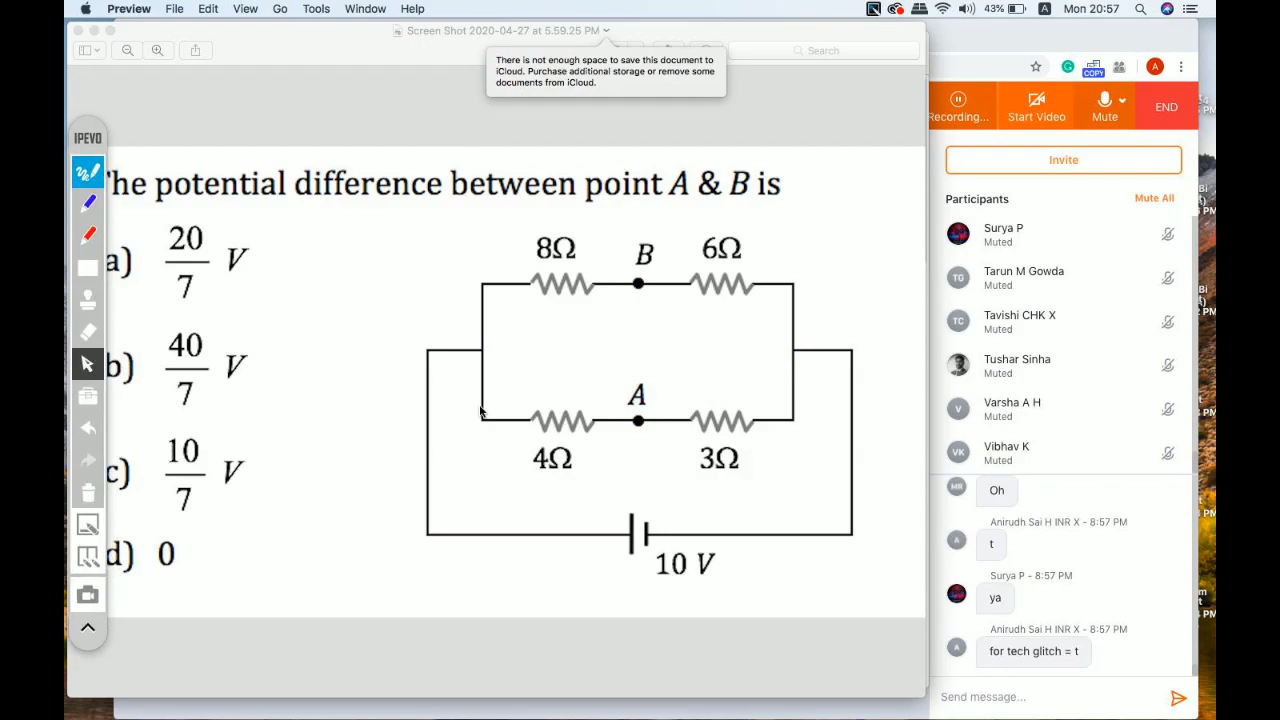 Preview File Edit View Go Tools Window Help
43% A Mon 20:57
Screen Shot 2020-04-27 at 5.59.25 PM
Search
There is not enough space to save this document to
iCloud. Purchase additional storage or remove some
documents from iCloud.
COPY
A
Recording...
Start Video
Mute
END
IPEVO
Invite
Participants
Mute All
Surya P
Muted
TG
Tarun M Gowda
Muted
TC
Tavishi CHK X
Muted
Tushar Sinha
Muted
V
Varsha A H
Muted
VK
Vibhav K
Muted
he potential difference between point A & B is
a) 20/7 V
b) 40/7 V
c) 10/7 V
d) 0
8Ω
B
6Ω
A
4Ω
3Ω
10 V
MR
Oh
Anirudh Sai H INR X - 8:57 PM
A
t
Surya P - 8:57 PM
ya
Anirudh Sai H INR X - 8:57 PM
A
for tech glitch = t
Send message...